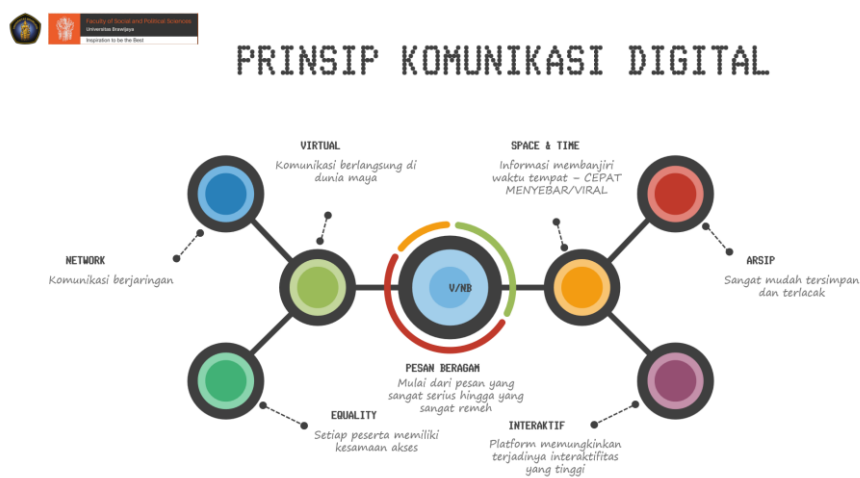 Faculty of Social and Political Sciences
Universitas Brawijaya
Inspiration to be the Best
PRINSIP KOMUNIKASI DIGITAL
VIRTUAL
Komunikasi berlangsung di
dunia maya
SPACE & TIME
Informasi membanjiri
waktu tempat – CEPAT
MENYEBAR/VIRAL
NETWORK
Komunikasi berjaringan
V/NB
ARSIP
Sangat mudah tersimpan
dan terlacak
PESAN BERAGAM
Mulai dari pesan yang
sangat serius hingga yang
sangat remeh
EQUALITY
Setiap peserta memiliki
kesamaan akses
INTERAKTIF
Platform memungkinkan
terjadinya interaktifitas
yang tinggi